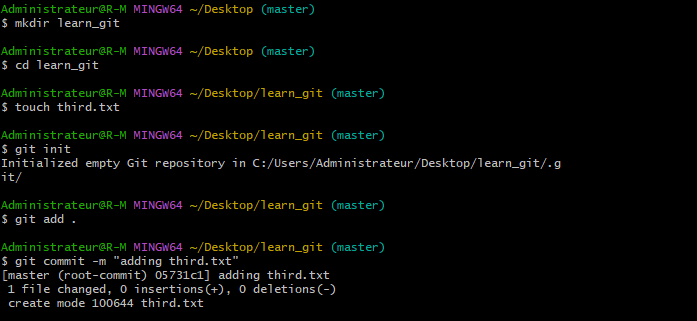 Administrateur@R-M MINGW64 ~/Desktop (master)
$ mkdir learn_git
Administrateur@R-M MINGW64 ~/Desktop (master)
$ cd learn_git
Administrateur@R-M MINGW64 ~/Desktop/learn_git (master)
$ touch third.txt
Administrateur@R-M MINGW64 ~/Desktop/learn_git (master)
$ git init
Initialized empty Git repository in C:/Users/Administrateur/Desktop/learn_git/.g
it/
Administrateur@R-M MINGW64 ~/Desktop/learn_git (master)
$ git add .
Administrateur@R-M MINGW64 ~/Desktop/learn_git (master)
$ git commit -m "adding third.txt"
[master (root-commit) 05731c1] adding third.txt
 1 file changed, 0 insertions(+), 0 deletions(-)
 create mode 100644 third.txt